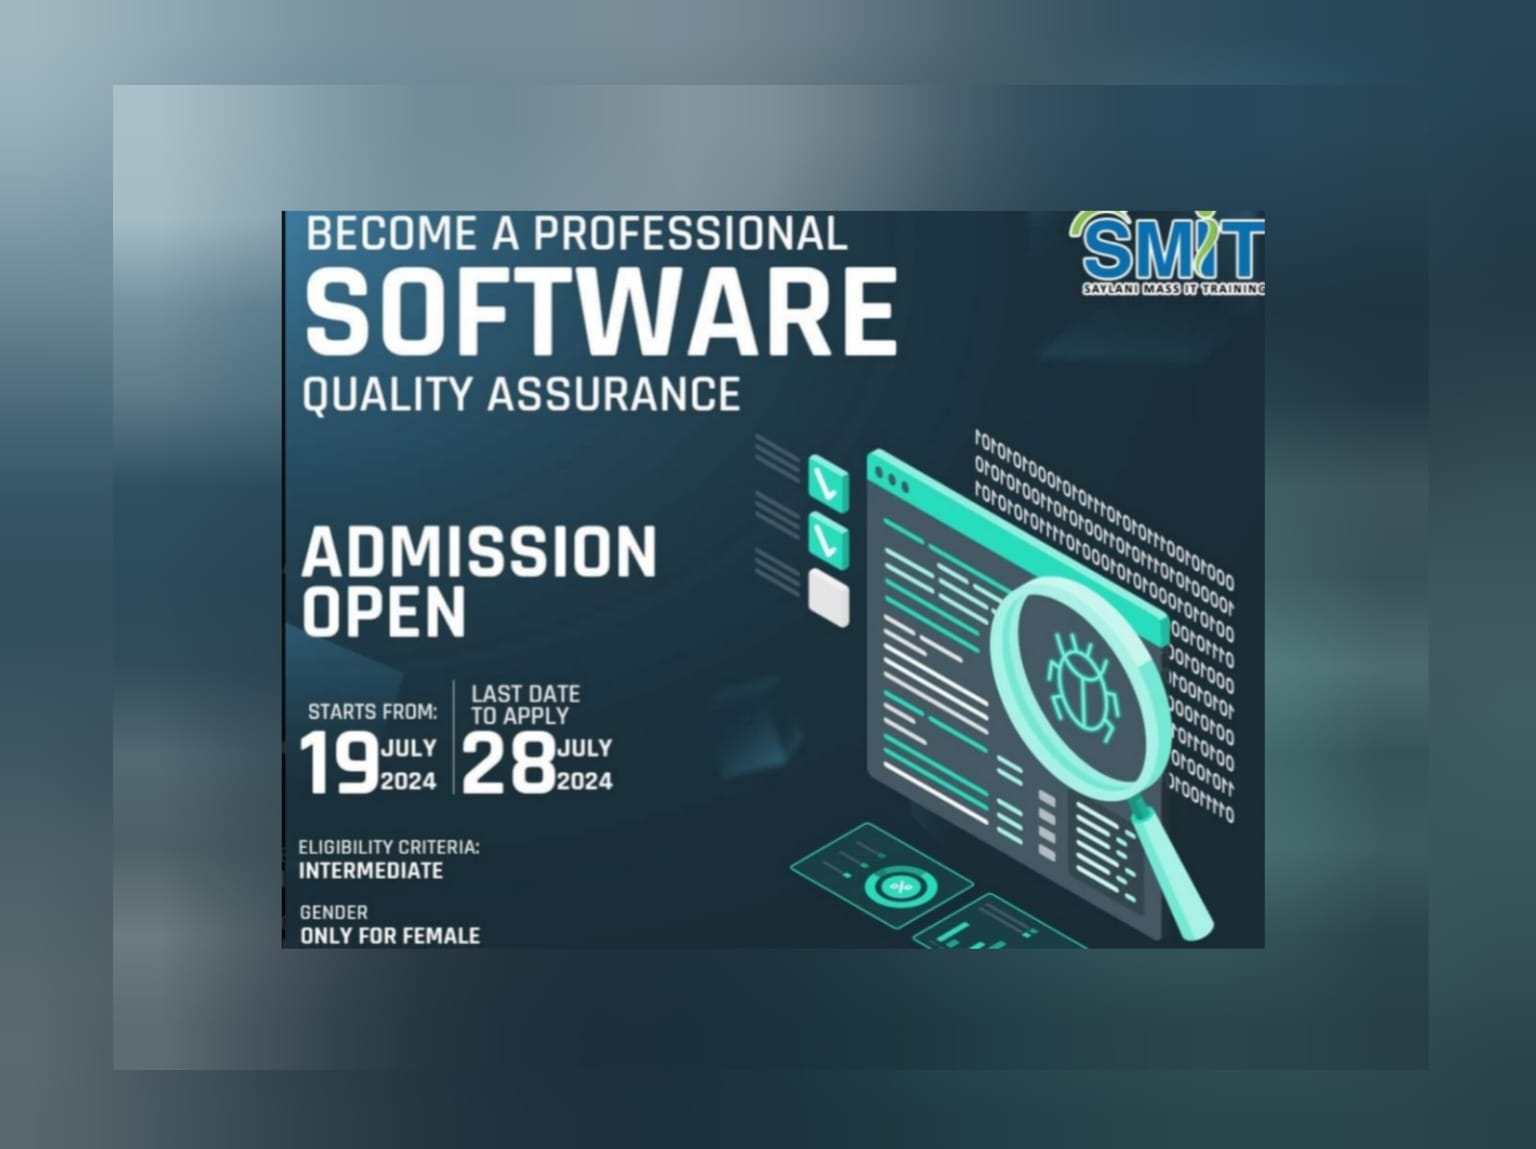 BECOME A PROFESSIONAL
SOFTWARE
QUALITY ASSURANCE
SMiT
SAYLANI MASS IT TRAINING
ADMISSION
OPEN
STARTS FROM:
19 JULY
2024
LAST DATE
TO APPLY
28 JULY
2024
ELIGIBILITY CRITERIA:
INTERMEDIATE
GENDER
ONLY FOR FEMALE
%